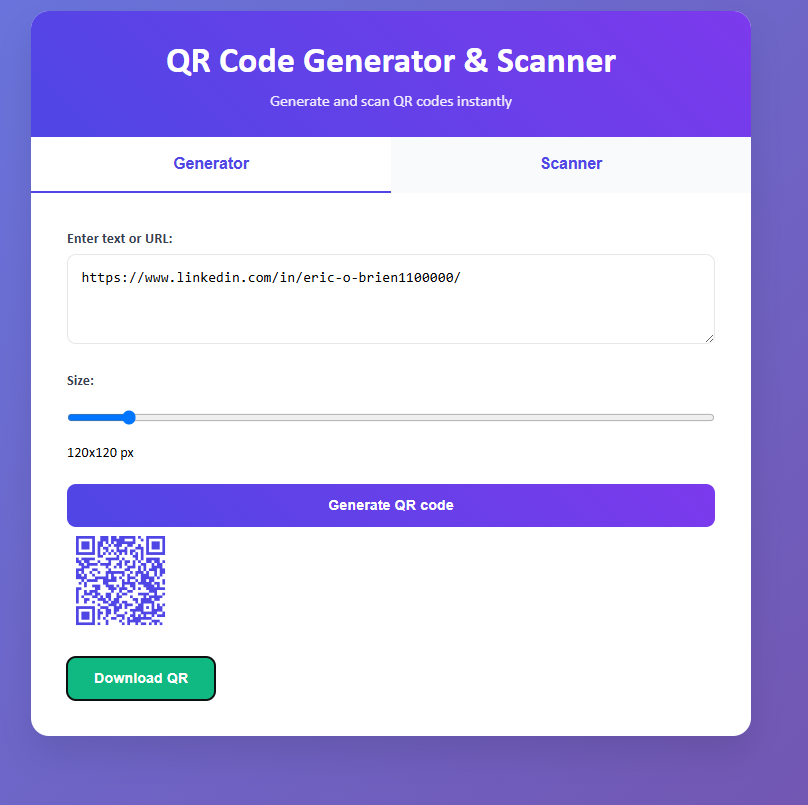 QR Code Generator & Scanner
Generate and scan QR codes instantly
Generator
Scanner
Enter text or URL:
https://www.linkedin.com/in/eric-o-brien1100000/
Size:
120x120 px
Generate QR code
Download QR